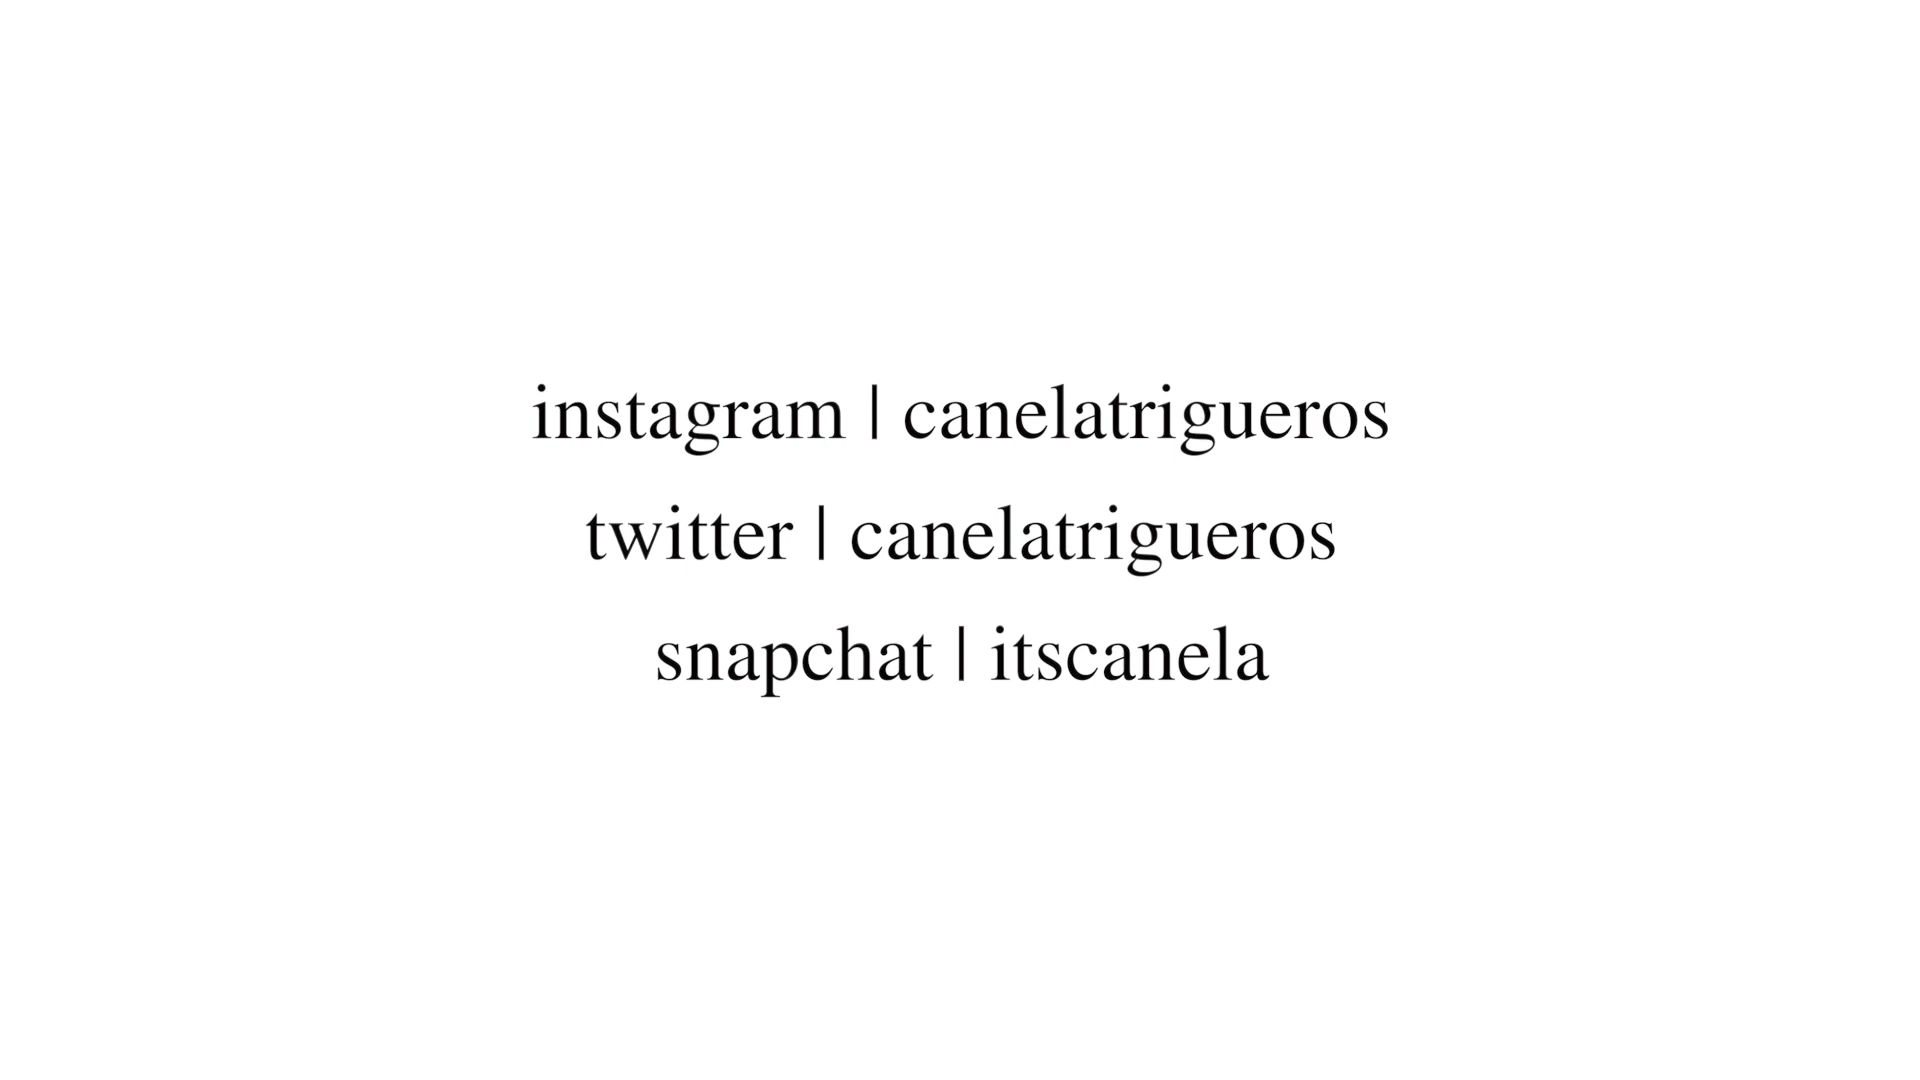 instagram | canelatrigueros
twitter | canelatrigueros
snapchat | itscanela